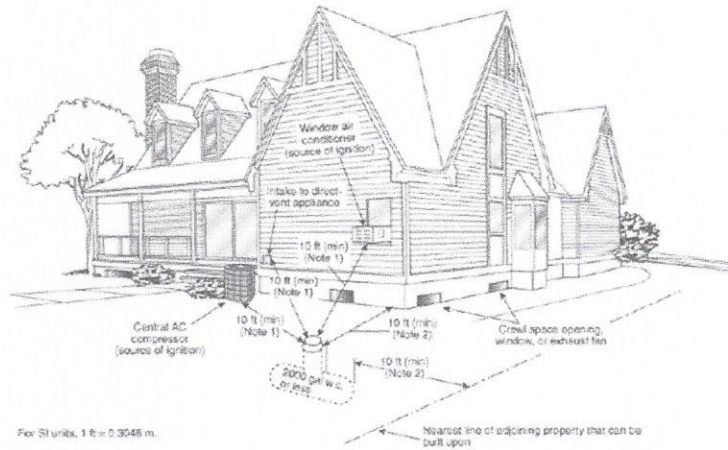 Window air
conditioner
(source of ignition)
Intake to direct-
vent appliance
10 ft (min)
(Note 1)
10 ft (min)
(Note 1)
Central AC
compressor
(source of ignition)
10 ft (min)
(Note 1)
10 ft (min)
(Note 2)
Crawl space opening,
window, or exhaust fan
2000 gal w.c.
or less
10 ft (min)
(Note 2)
For SI units, 1 ft = 0.3048 m.
Nearest line of adjoining property that can be
built upon